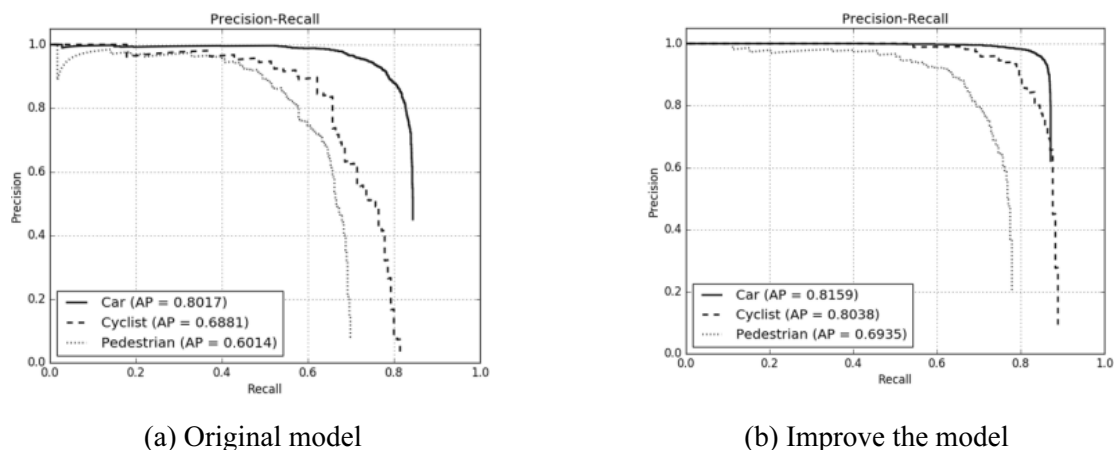 Precision-Recall
1.0
0.8
0.6
0.4
0.2
0.0
Precision
Car (AP = 0.8017)
Cyclist (AP = 0.6881)
Pedestrian (AP = 0.6014)
0.0 0.2 0.4 0.6 0.8 1.0
Recall
(a) Original model
Precision-Recall
1.0
0.8
0.6
0.4
0.2
0.0
Precision
Car (AP = 0.8159)
Cyclist (AP = 0.8038)
Pedestrian (AP = 0.6935)
0.0 0.2 0.4 0.6 0.8 1.0
Recall
(b) Improve the model